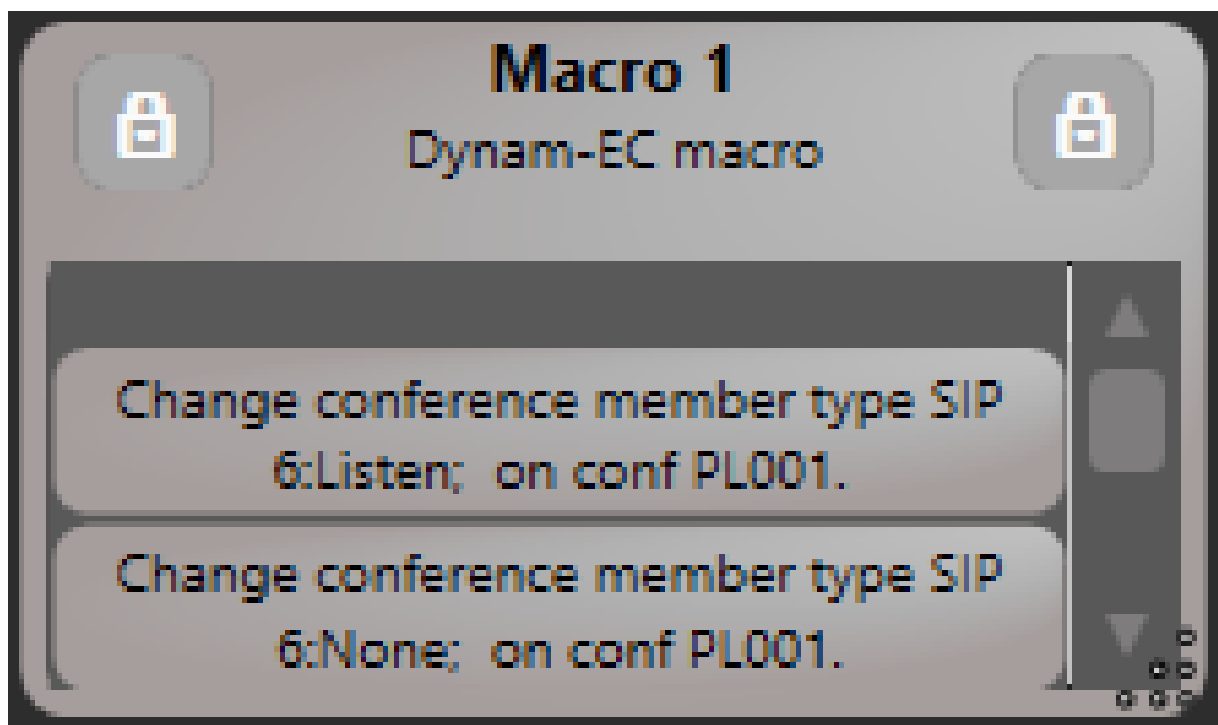 Macro 1
Dynam-EC macro
Change conference member type SIP
6:Listen;  on conf PL001.
Change conference member type SIP
6:None;  on conf PL001.